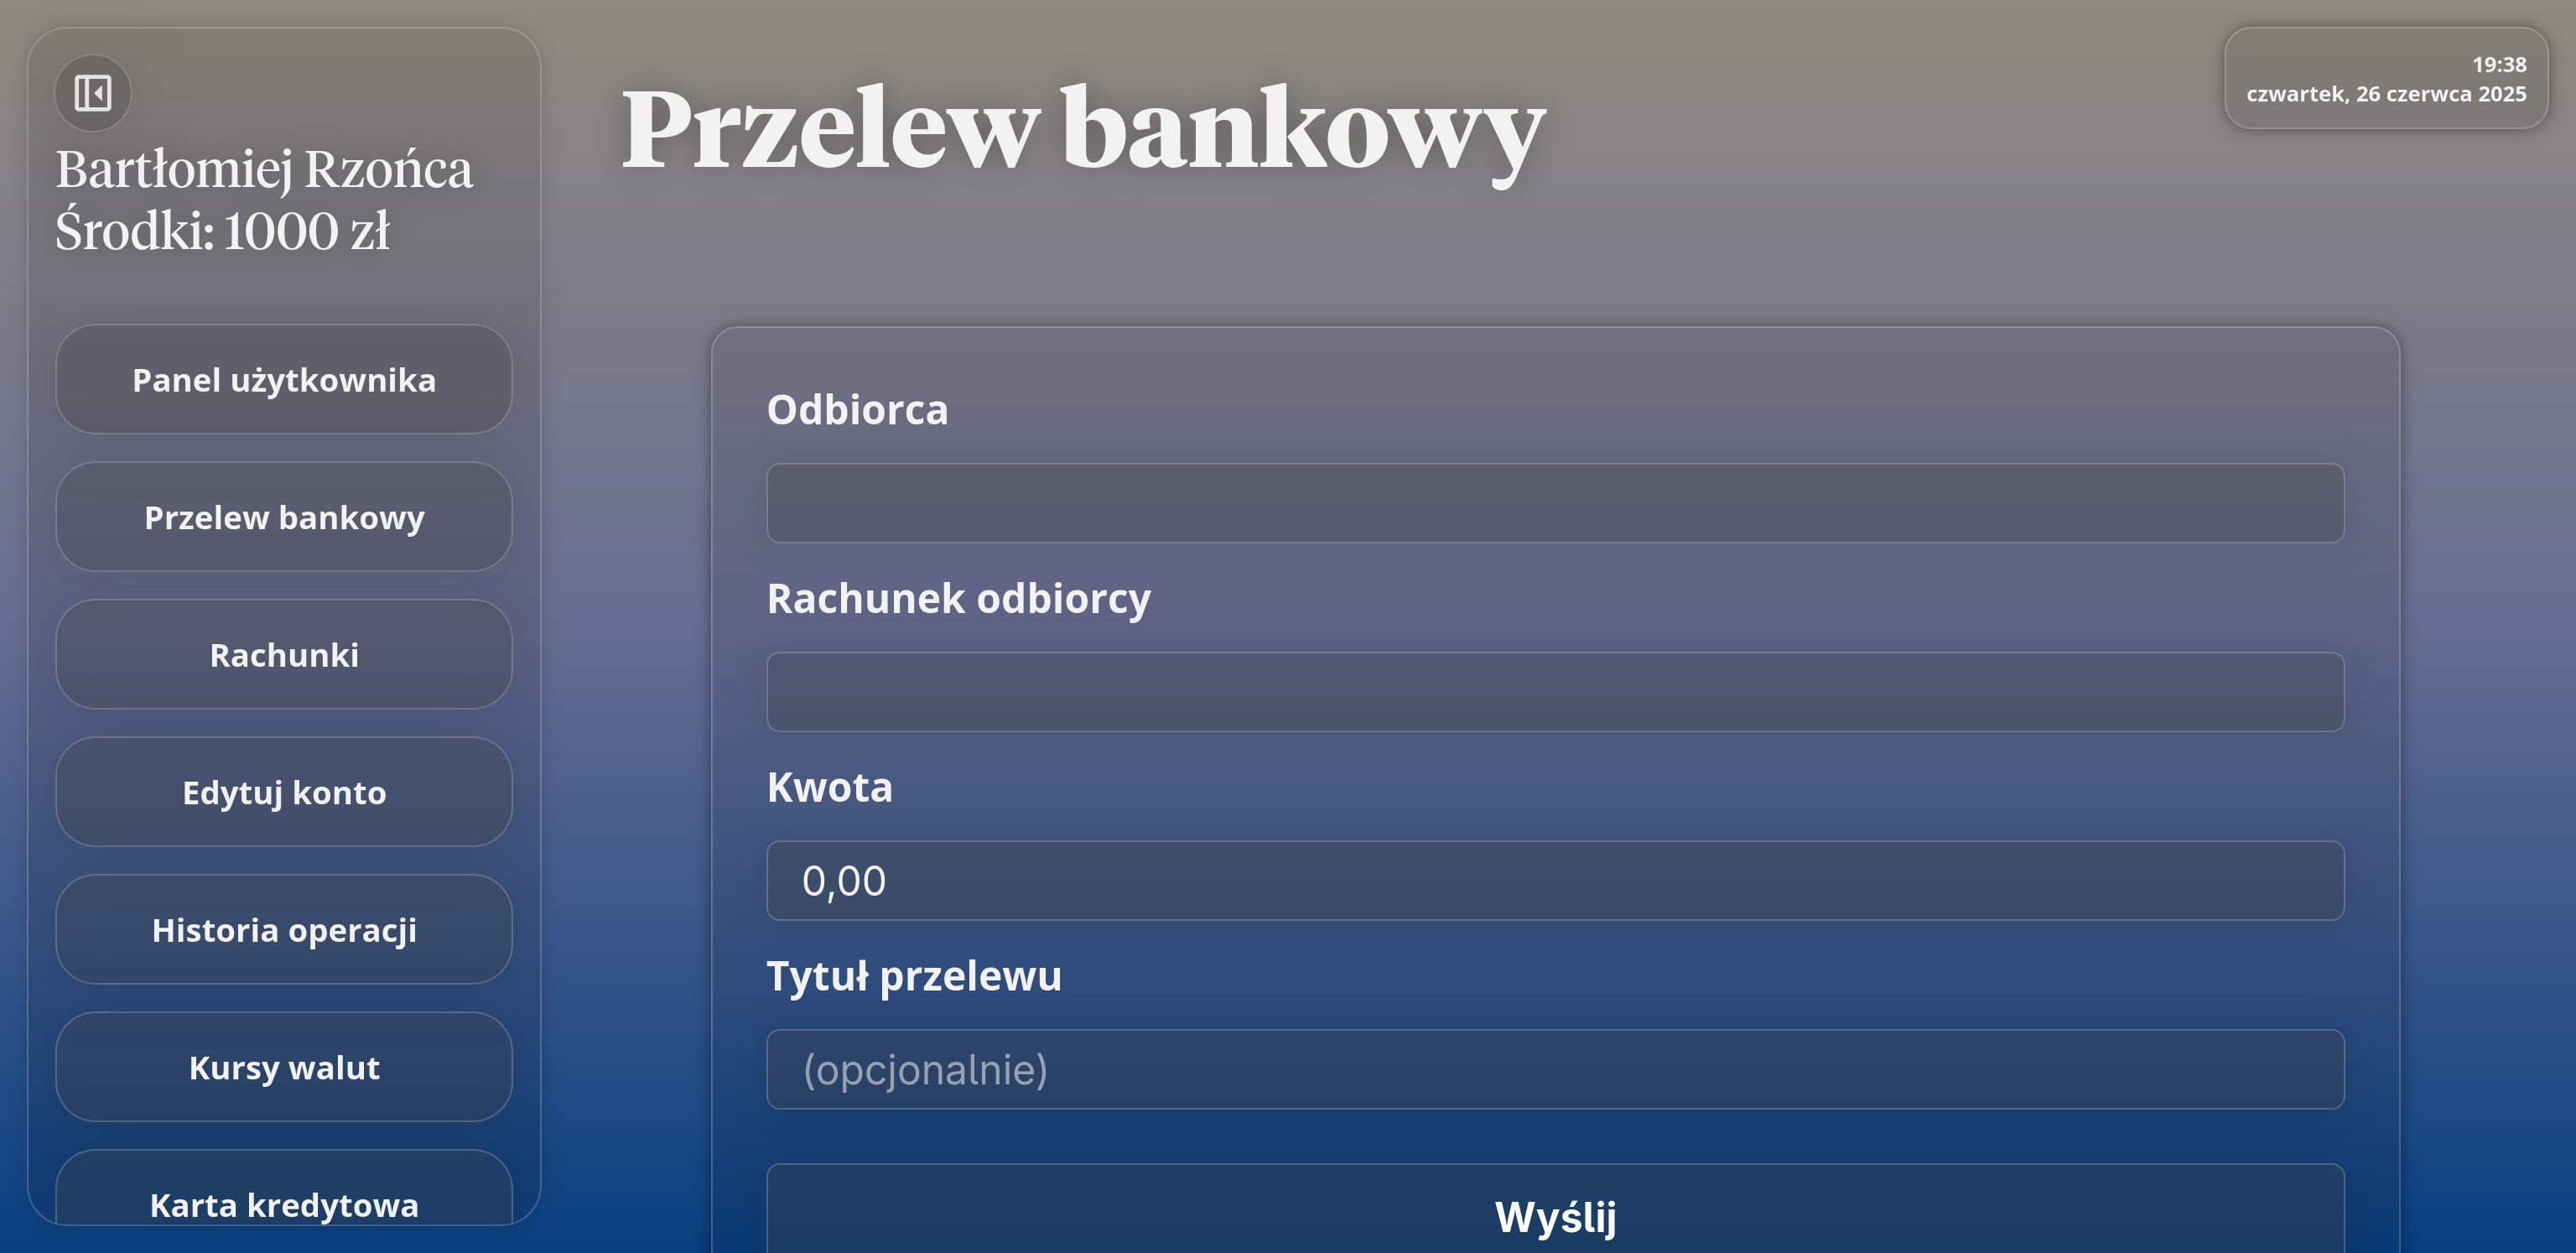 Bartłomiej Rzońca
Środki: 1000 zł
Panel użytkownika
Przelew bankowy
Rachunki
Edytuj konto
Historia operacji
Kursy walut
Karta kredytowa
Przelew bankowy
19:38
czwartek, 26 czerwca 2025
Odbiorca
Rachunek odbiorcy
Kwota
0,00
Tytuł przelewu
(opcjonalnie)
Wyślij